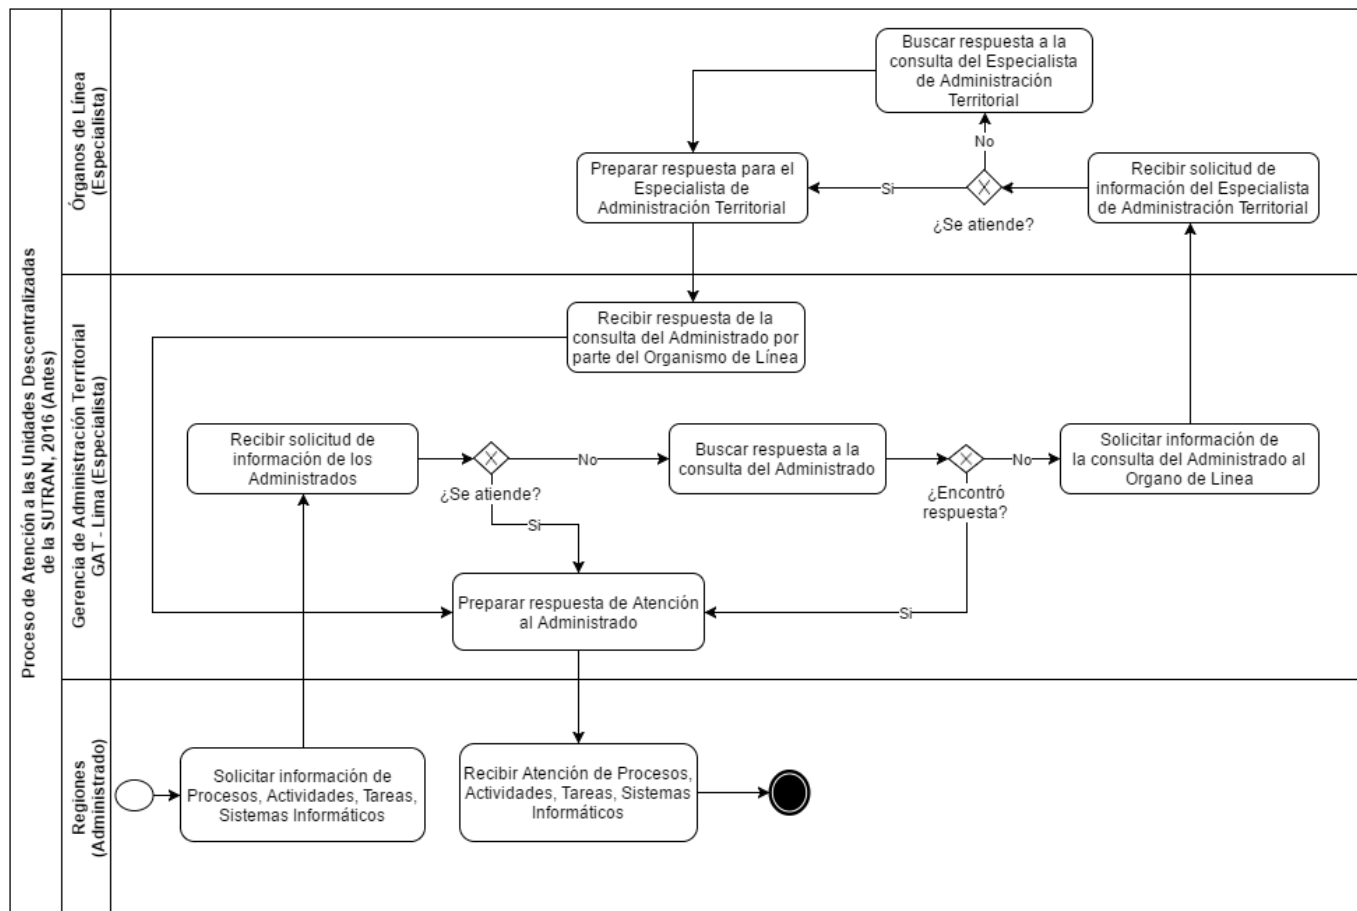 Proceso de Atención a las Unidades Descentralizadas
de la SUTRAN, 2016 (Antes)
Órganos de Línea
(Especialista)
Buscar respuesta a la
consulta del Especialista
de Administración
Territorial
No
Preparar respuesta para el
Especialista de
Administración Territorial
Si
X
¿Se atiende?
Recibir solicitud de
información del Especialista
de Administración Territorial
Gerencia de Administración Territorial
GAT - Lima (Especialista)
Recibir respuesta de la
consulta del Administrado por
parte del Organismo de Línea
Recibir solicitud de
información de los
Administrados
X
¿Se atiende?
No
Si
Buscar respuesta a la
consulta del Administrado
X
¿Encontró
respuesta?
No
Si
Solicitar información de
la consulta del Administrado al
Organo de Linea
Preparar respuesta de Atención
al Administrado
Regiones
(Administrado)
Solicitar información de
Procesos, Actividades, Tareas,
Sistemas Informáticos
Recibir Atención de Procesos,
Actividades, Tareas, Sistemas
Informáticos